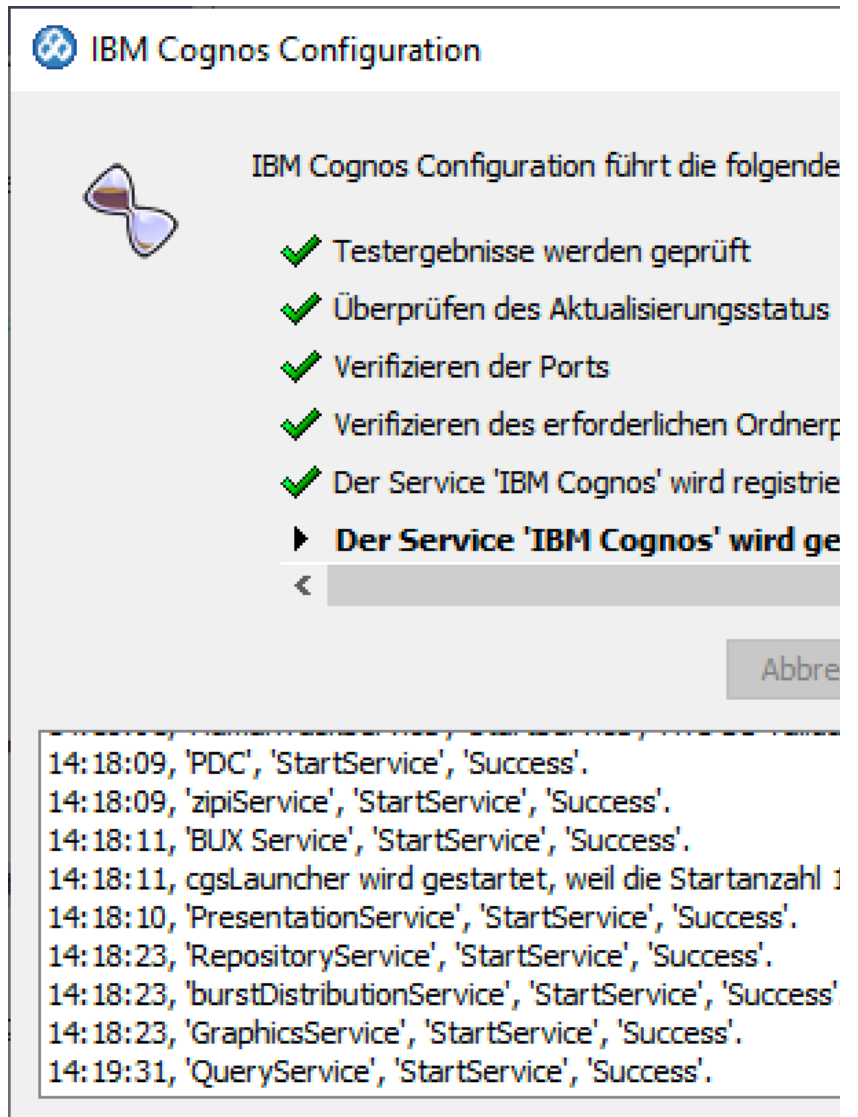 IBM Cognos Configuration
IBM Cognos Configuration führt die folgende
Testergebnisse werden geprüft
Überprüfen des Aktualisierungsstatus
Verifizieren der Ports
Verifizieren des erforderlichen Ordnerp
Der Service 'IBM Cognos' wird registrie
Der Service 'IBM Cognos' wird ge
Abbre
14:18:09, 'PDC', 'StartService', 'Success'.
14:18:09, 'zipiService', 'StartService', 'Success'.
14:18:11, 'BUX Service', 'StartService', 'Success'.
14:18:11, cgsLauncher wird gestartet, weil die Startanzahl 1
14:18:10, 'PresentationService', 'StartService', 'Success'.
14:18:23, 'RepositoryService', 'StartService', 'Success'.
14:18:23, 'burstDistributionService', 'StartService', 'Success'
14:18:23, 'GraphicsService', 'StartService', 'Success'.
14:19:31, 'QueryService', 'StartService', 'Success'.